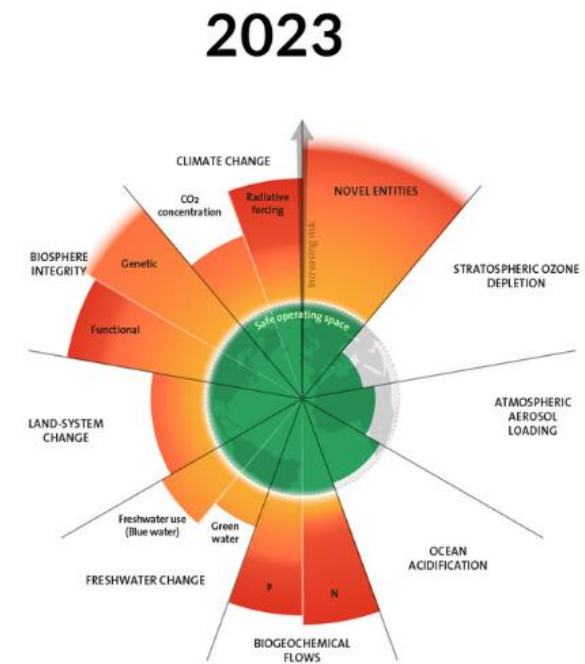 2023
CLIMATE CHANGE
CO2
concentration
Radiative
forcing
NOVEL ENTITIES
Increasing risk
BIOSPHERE
INTEGRITY
Genetic
Functional
STRATOSPHERIC OZONE
DEPLETION
Safe operating space
ATMOSPHERIC
AEROSOL
LOADING
LAND-SYSTEM
CHANGE
Freshwater use
(Blue water)
Green
water
FRESHWATER CHANGE
OCEAN
ACIDIFICATION
P
N
BIOGEOCHEMICAL
FLOWS